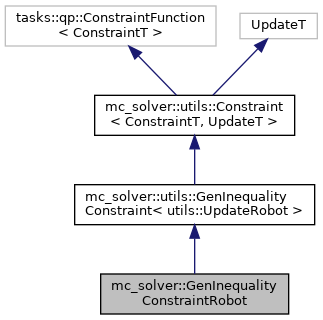 tasks::qp::ConstraintFunction
< ConstraintT >
UpdateT
mc_solver::utils::Constraint
< ConstraintT, UpdateT >
mc_solver::utils::GenInequality
Constraint< utils::UpdateRobot >
mc_solver::GenInequality
ConstraintRobot